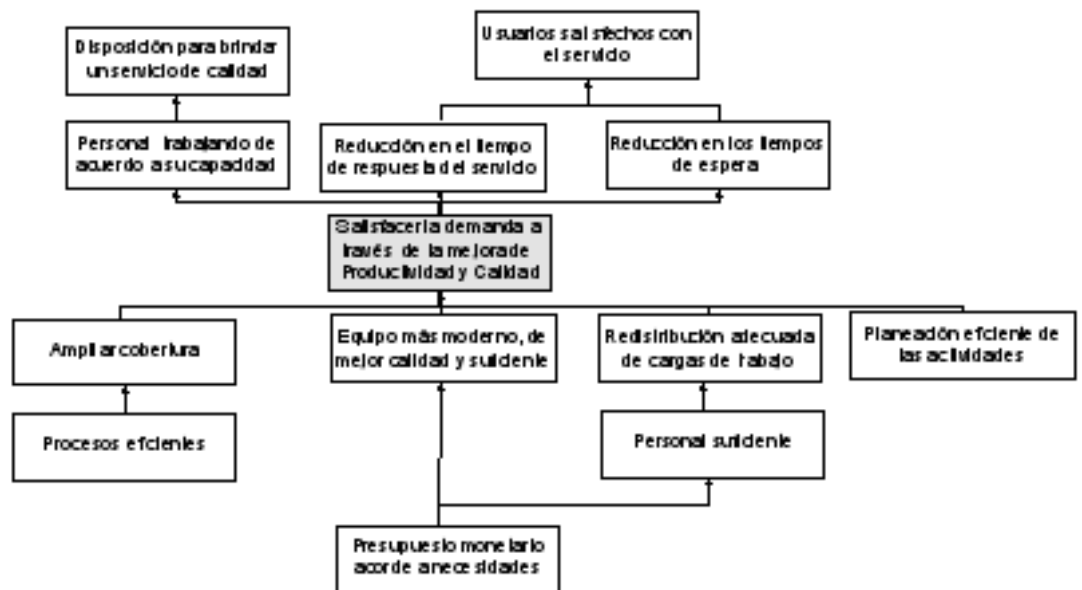 Usuarios satisfechos con
el servicio
Disposición para brindar
un servicio de calidad
Personal trabajando de
acuerdo a su capacidad
Reducción en el tiempo
de respuesta del servicio
Reducción en los tiempos
de espera
Satisfacer la demanda a
través de la mejora de
Productividad y Calidad
Ampliar cobertura
Equipo más moderno, de
mejor calidad y suficiente
Redistribución adecuada
de cargas de trabajo
Planeación eficiente de
las actividades
Procesos eficientes
Personal suficiente
Presupuesto monetario
acorde a necesidades